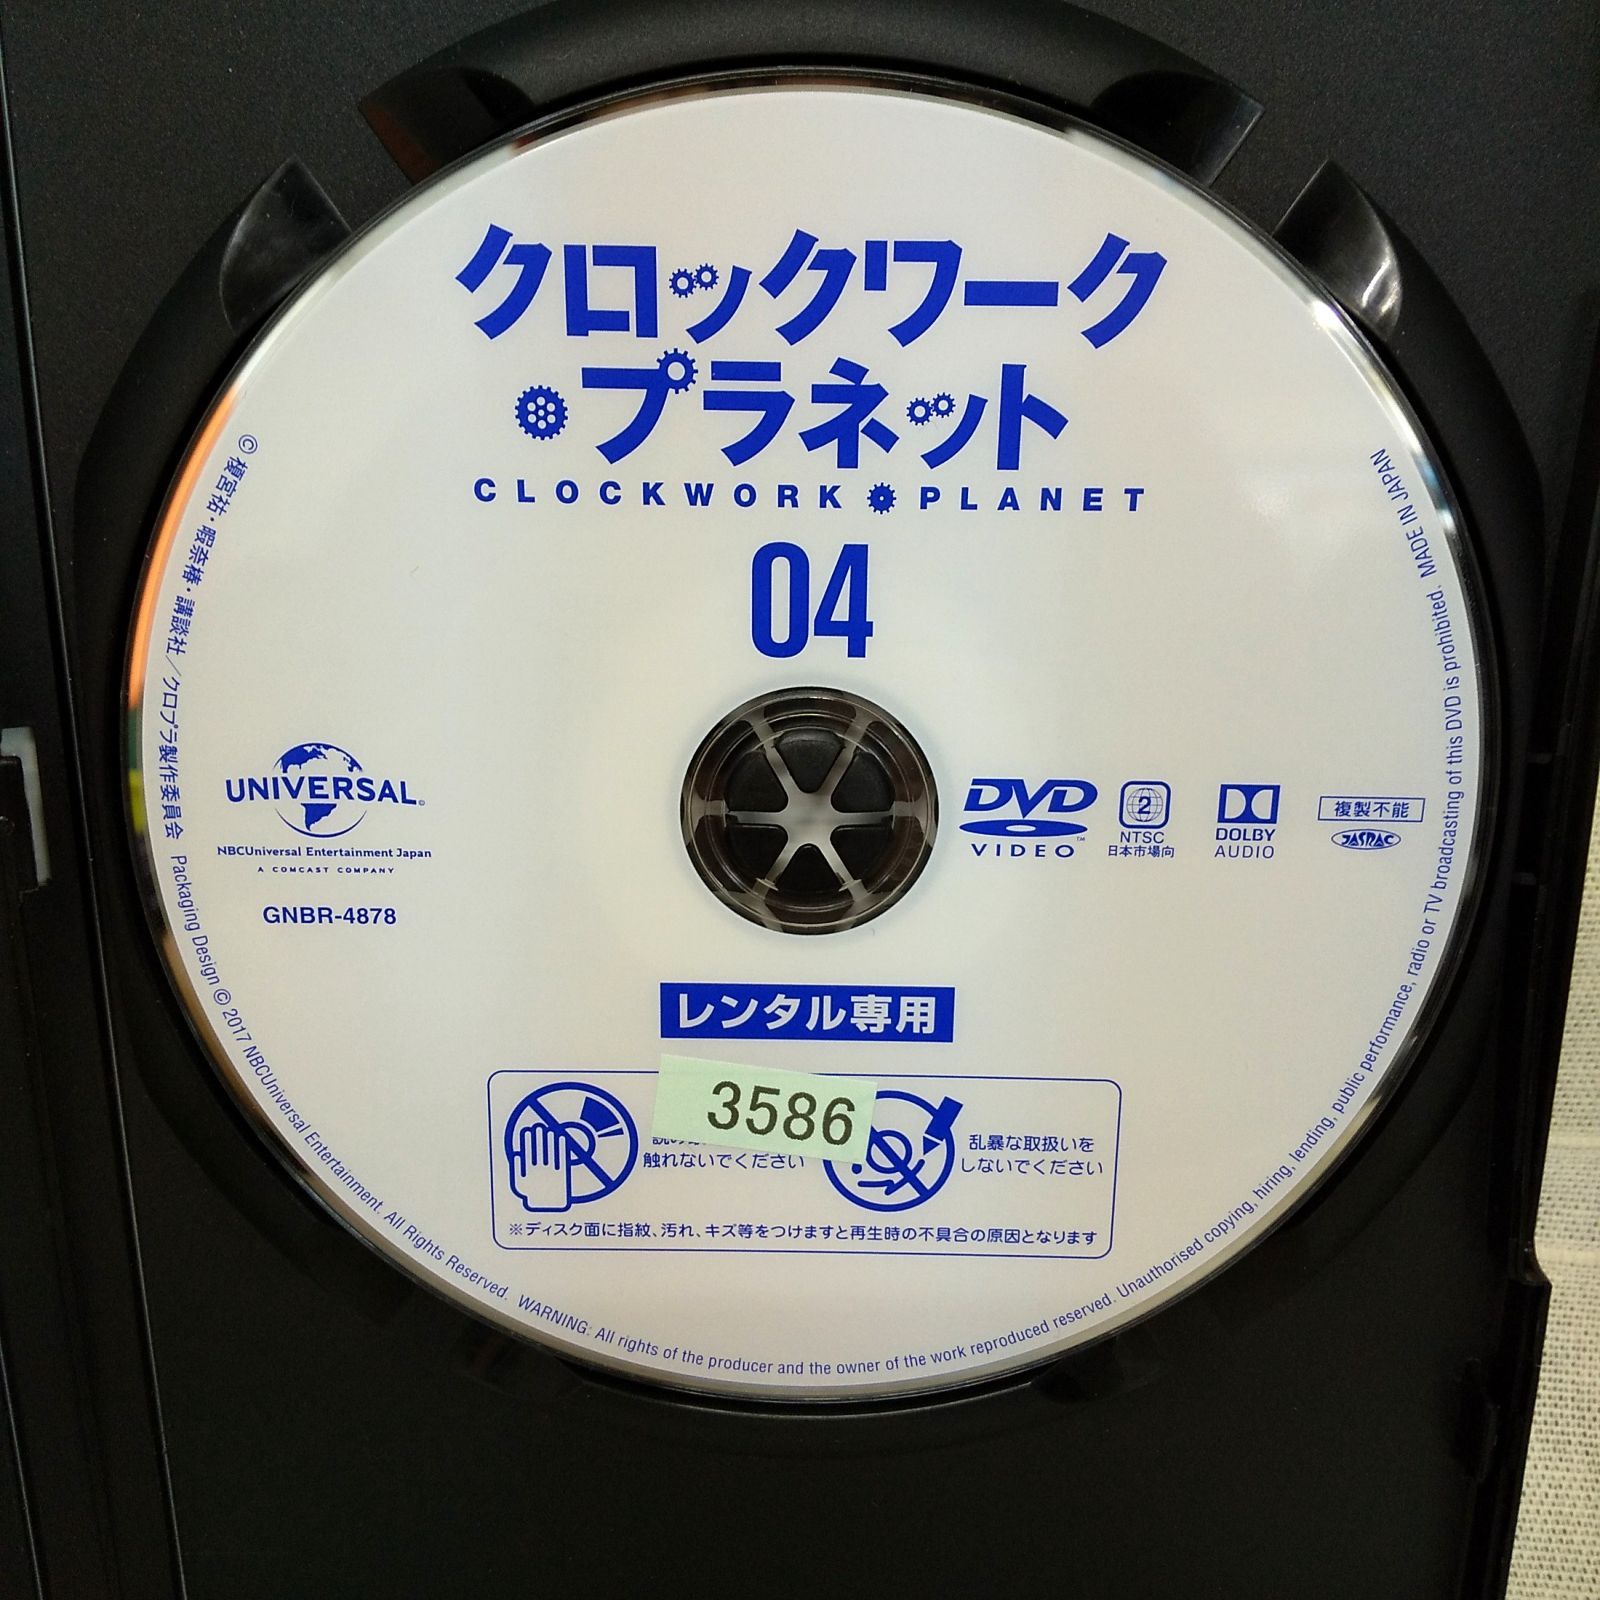 クロックワーク
プラネット
CLOCKWORK PLANET
04
UNIVERSAL
NBCUniversal Entertainment Japan
A COMCAST COMPANY
GNBR-4878
DVD
VIDEO
2
NTSC
日本市場向
DOLBY
AUDIO
複製不能
JASRAC
レンタル専用
3586
触れないでください
乱暴な取扱いを
しないでください
※ディスク面に指紋、汚れ、キズ等をつけますと再生時の不具合の原因となります
© 榎宮祐・暇奈椿・講談社／クロプラ製作委員会 Packaging Design © 2017 NBCUniversal Entertainment. All Rights Reserved. WARNING: All rights of the producer and the owner of the work reproduced reserved. Unauthorised copying, hiring, lending, public performance, radio or TV broadcasting of this DVD is prohibited. MADE IN JAPAN